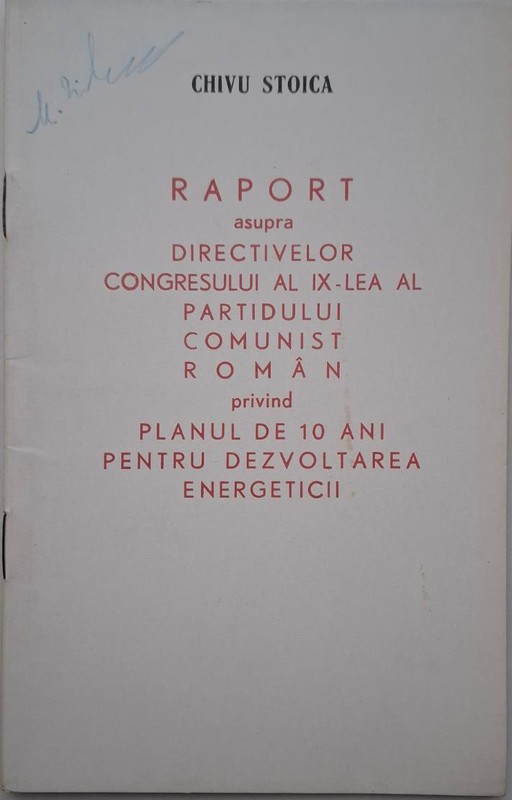 CHIVU STOICA
RAPORT
asupra
DIRECTIVELOR
CONGRESULUI AL IX-LEA AL
PARTIDULUI
COMUNIST
ROMÂN
privind
PLANUL DE 10 ANI
PENTRU DEZVOLTAREA
ENERGETICII